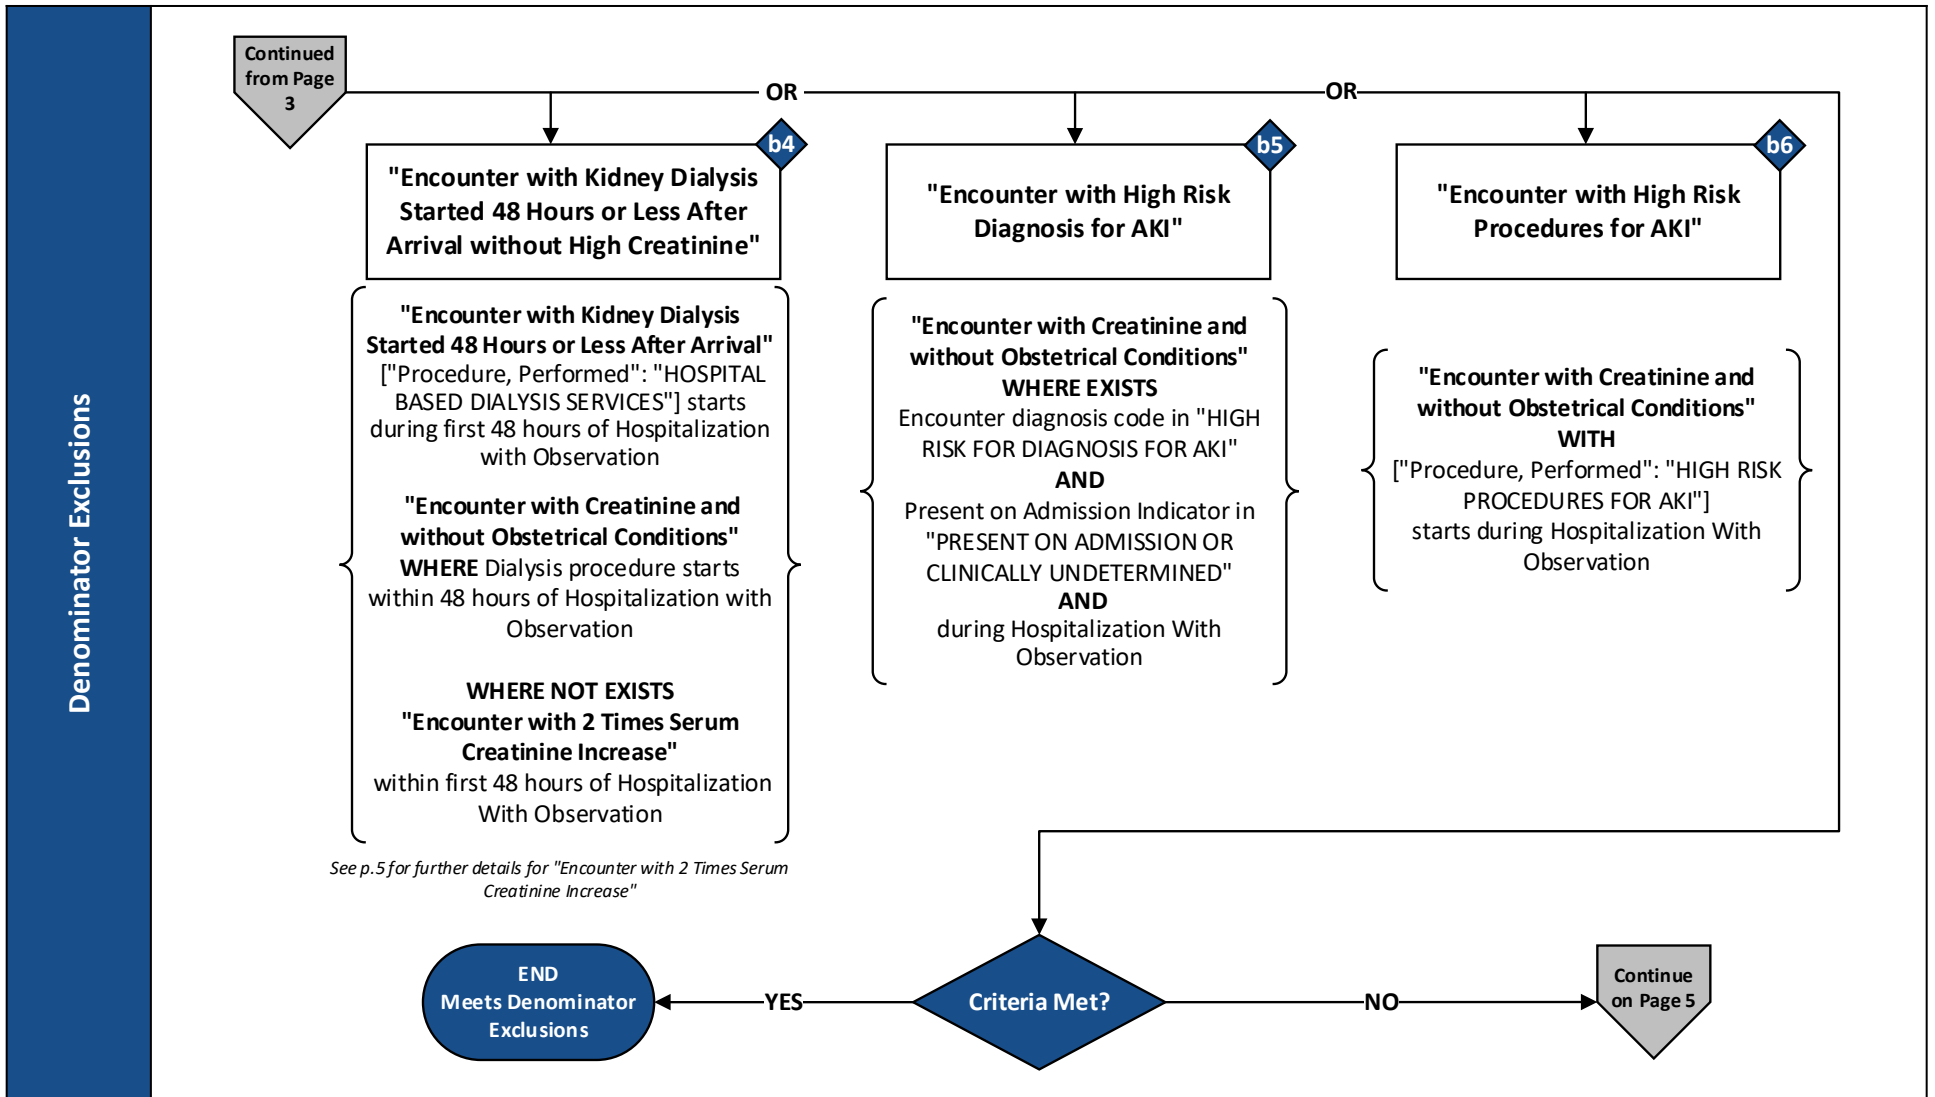 Denominator Exclusions
Continued
from Page
3
OR
OR
b4
"Encounter with Kidney Dialysis
Started 48 Hours or Less After
Arrival without High Creatinine"
b5
"Encounter with High Risk
Diagnosis for AKI"
b6
"Encounter with High Risk
Procedures for AKI"
"Encounter with Kidney Dialysis
Started 48 Hours or Less After Arrival"
["Procedure, Performed": "HOSPITAL
BASED DIALYSIS SERVICES"] starts
during first 48 hours of Hospitalization
with Observation
"Encounter with Creatinine and
without Obstetrical Conditions"
WHERE Dialysis procedure starts
within 48 hours of Hospitalization with
Observation
WHERE NOT EXISTS
"Encounter with 2 Times Serum
Creatinine Increase"
within first 48 hours of Hospitalization
With Observation
See p.5 for further details for "Encounter with 2 Times Serum
Creatinine Increase"
"Encounter with Creatinine and
without Obstetrical Conditions"
WHERE EXISTS
Encounter diagnosis code in "HIGH
RISK FOR DIAGNOSIS FOR AKI"
AND
Present on Admission Indicator in
"PRESENT ON ADMISSION OR
CLINICALLY UNDETERMINED"
AND
during Hospitalization With
Observation
"Encounter with Creatinine and
without Obstetrical Conditions"
WITH
["Procedure, Performed": "HIGH RISK
PROCEDURES FOR AKI"]
starts during Hospitalization With
Observation
END
Meets Denominator
Exclusions
YES
Criteria Met?
NO
Continue
on Page 5